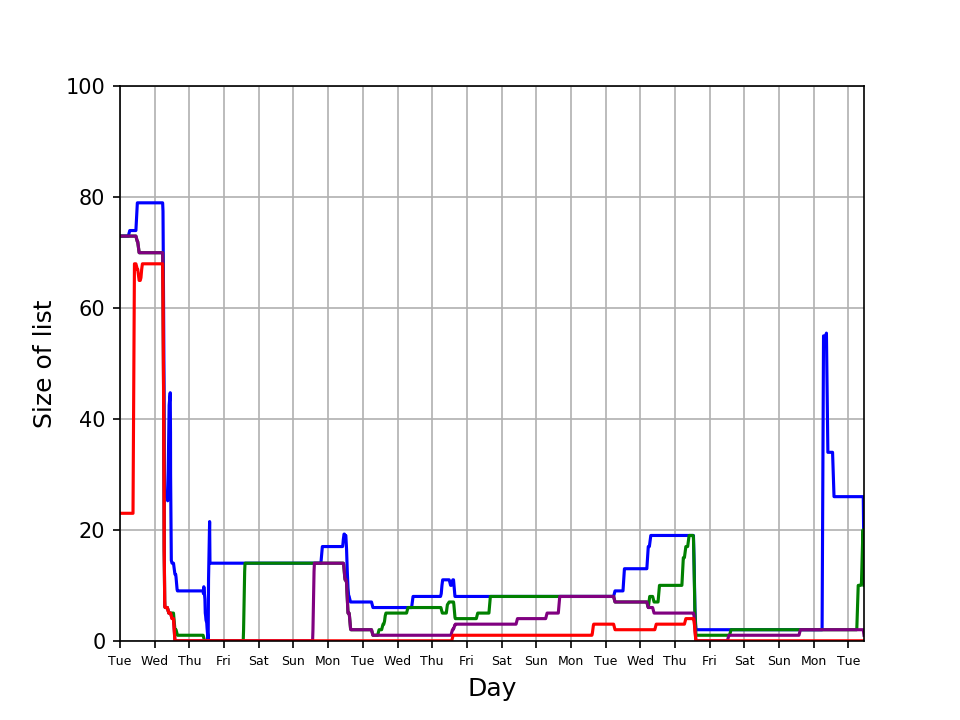 100
80
60
40
20
0
Size of list
Tue Wed Thu Fri Sat Sun Mon Tue Wed Thu Fri Sat Sun Mon Tue Wed Thu Fri Sat Sun Mon Tue
Day